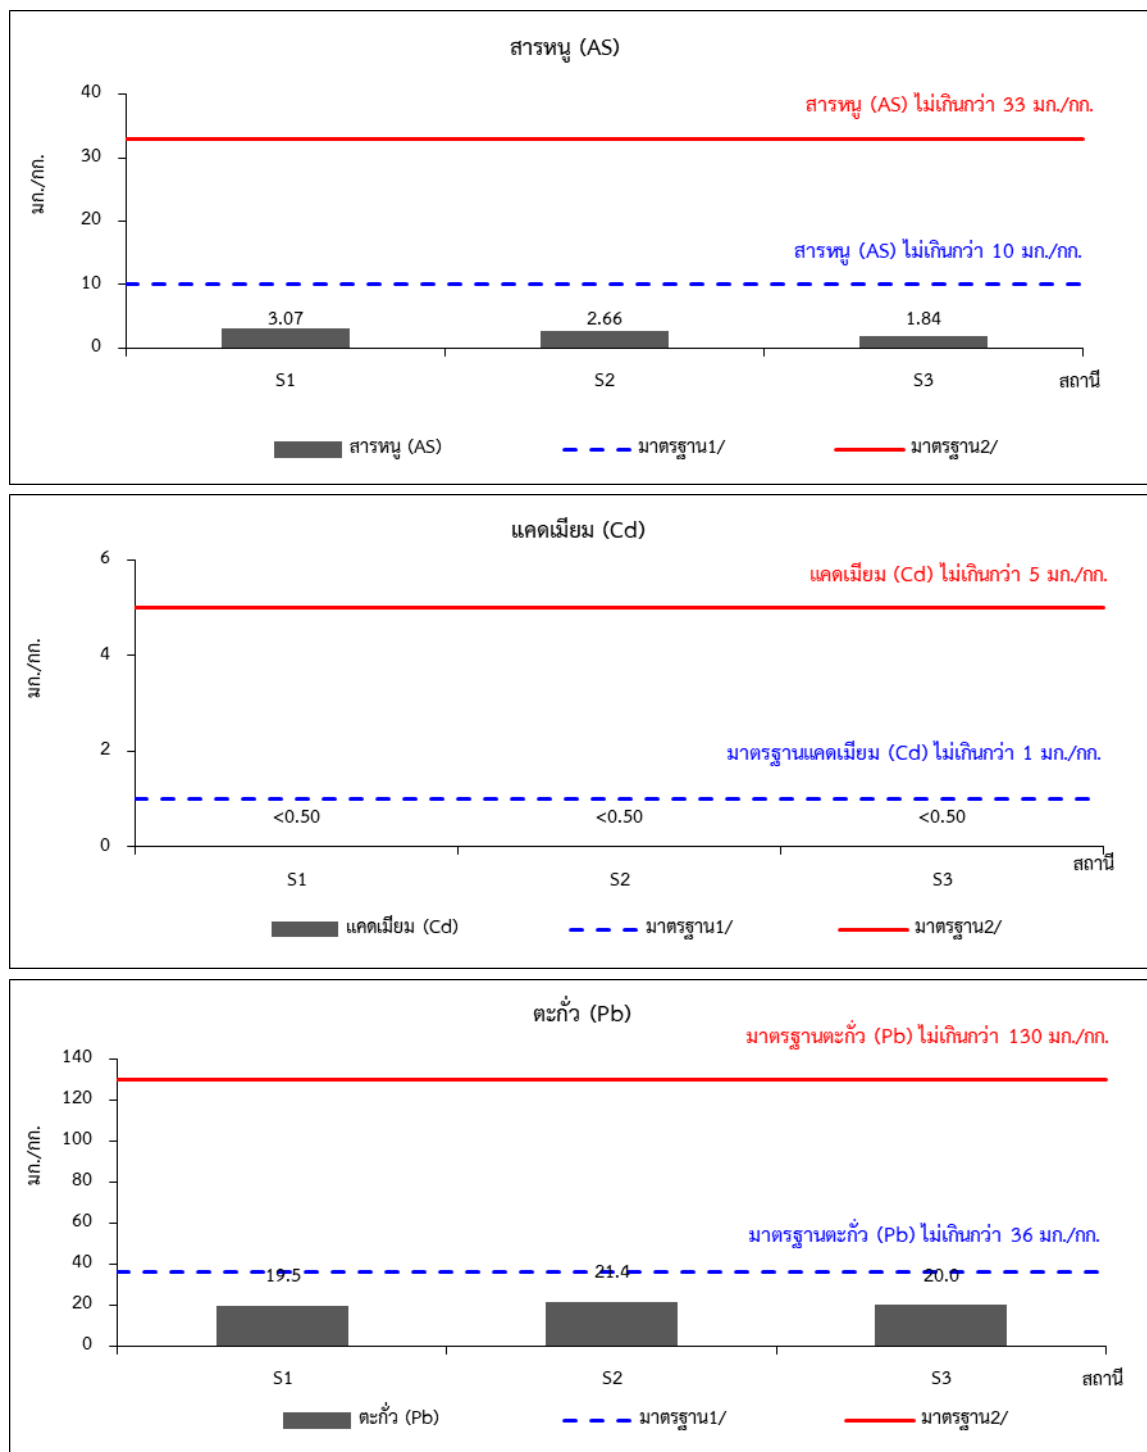 สารหนู (AS)
40
สารหนู (AS) ไม่เกินกว่า 33 มก./กก.
30
มก./กก.
20
สารหนู (AS) ไม่เกินกว่า 10 มก./กก.
10
3.07 2.66 1.84
0
S1 S2 S3 สถานี
สารหนู (AS) มาตรฐาน1/ มาตรฐาน2/
แคดเมียม (Cd)
6
แคดเมียม (Cd) ไม่เกินกว่า 5 มก./กก.
4
มก./กก.
2
มาตรฐานแคดเมียม (Cd) ไม่เกินกว่า 1 มก./กก.
<0.50 <0.50 <0.50
0
สถานี
S1 S2 S3
แคดเมียม (Cd) มาตรฐาน1/ มาตรฐาน2/
ตะกั่ว (Pb)
มาตรฐานตะกั่ว (Pb) ไม่เกินกว่า 130 มก./กก.
140
120
100
มก./กก.
80
60
มาตรฐานตะกั่ว (Pb) ไม่เกินกว่า 36 มก./กก.
40
19.5 21.4 20.0
20
0
S1 S2 S3 สถานี
ตะกั่ว (Pb) มาตรฐาน1/ มาตรฐาน2/